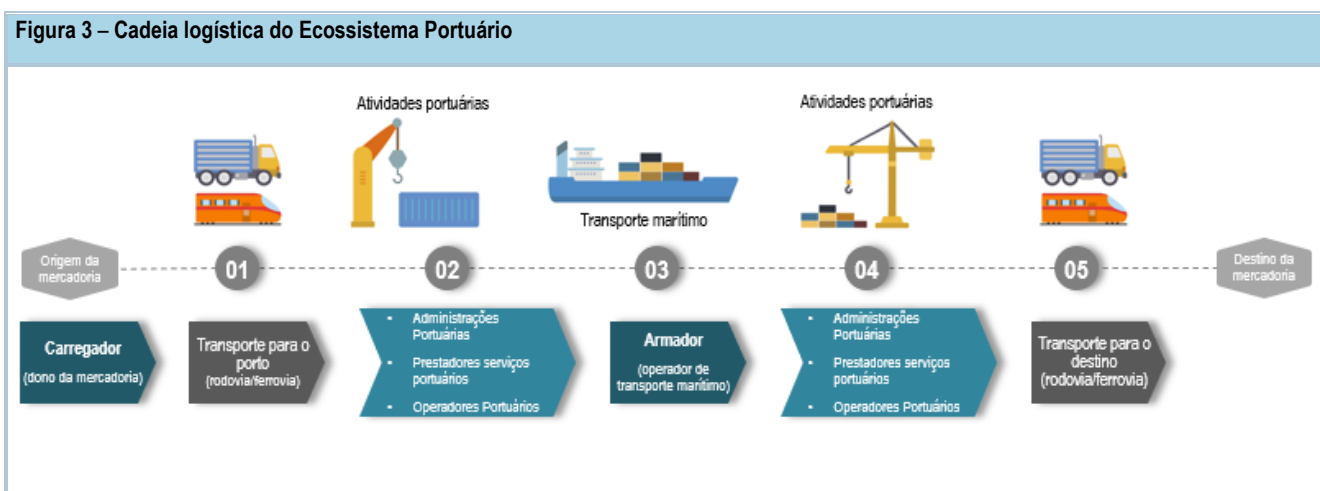 Figura 3 – Cadeia logística do Ecossistema Portuário
Atividades portuárias
Atividades portuárias
Transporte marítimo
Origem da
mercadoria
01
02
03
04
05
Destino da
mercadoria
Carregador
(dono da mercadoria)
Transporte para o
porto
(rodovia/ferrovia)
▪ Administrações
Portuárias
▪ Prestadores serviços
portuários
▪ Operadores Portuários
Armador
(operador de
transporte marítimo)
▪ Administrações
Portuárias
▪ Prestadores serviços
portuários
▪ Operadores Portuários
Transporte para o
destino
(rodovia/ferrovia)